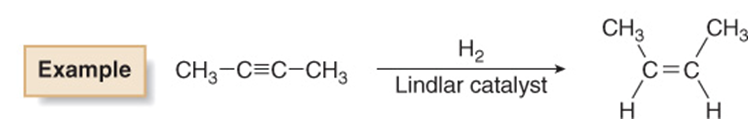 Example
CH₃−C≡C−CH₃
H₂
Lindlar catalyst
CH₃ CH₃
C=C
H H